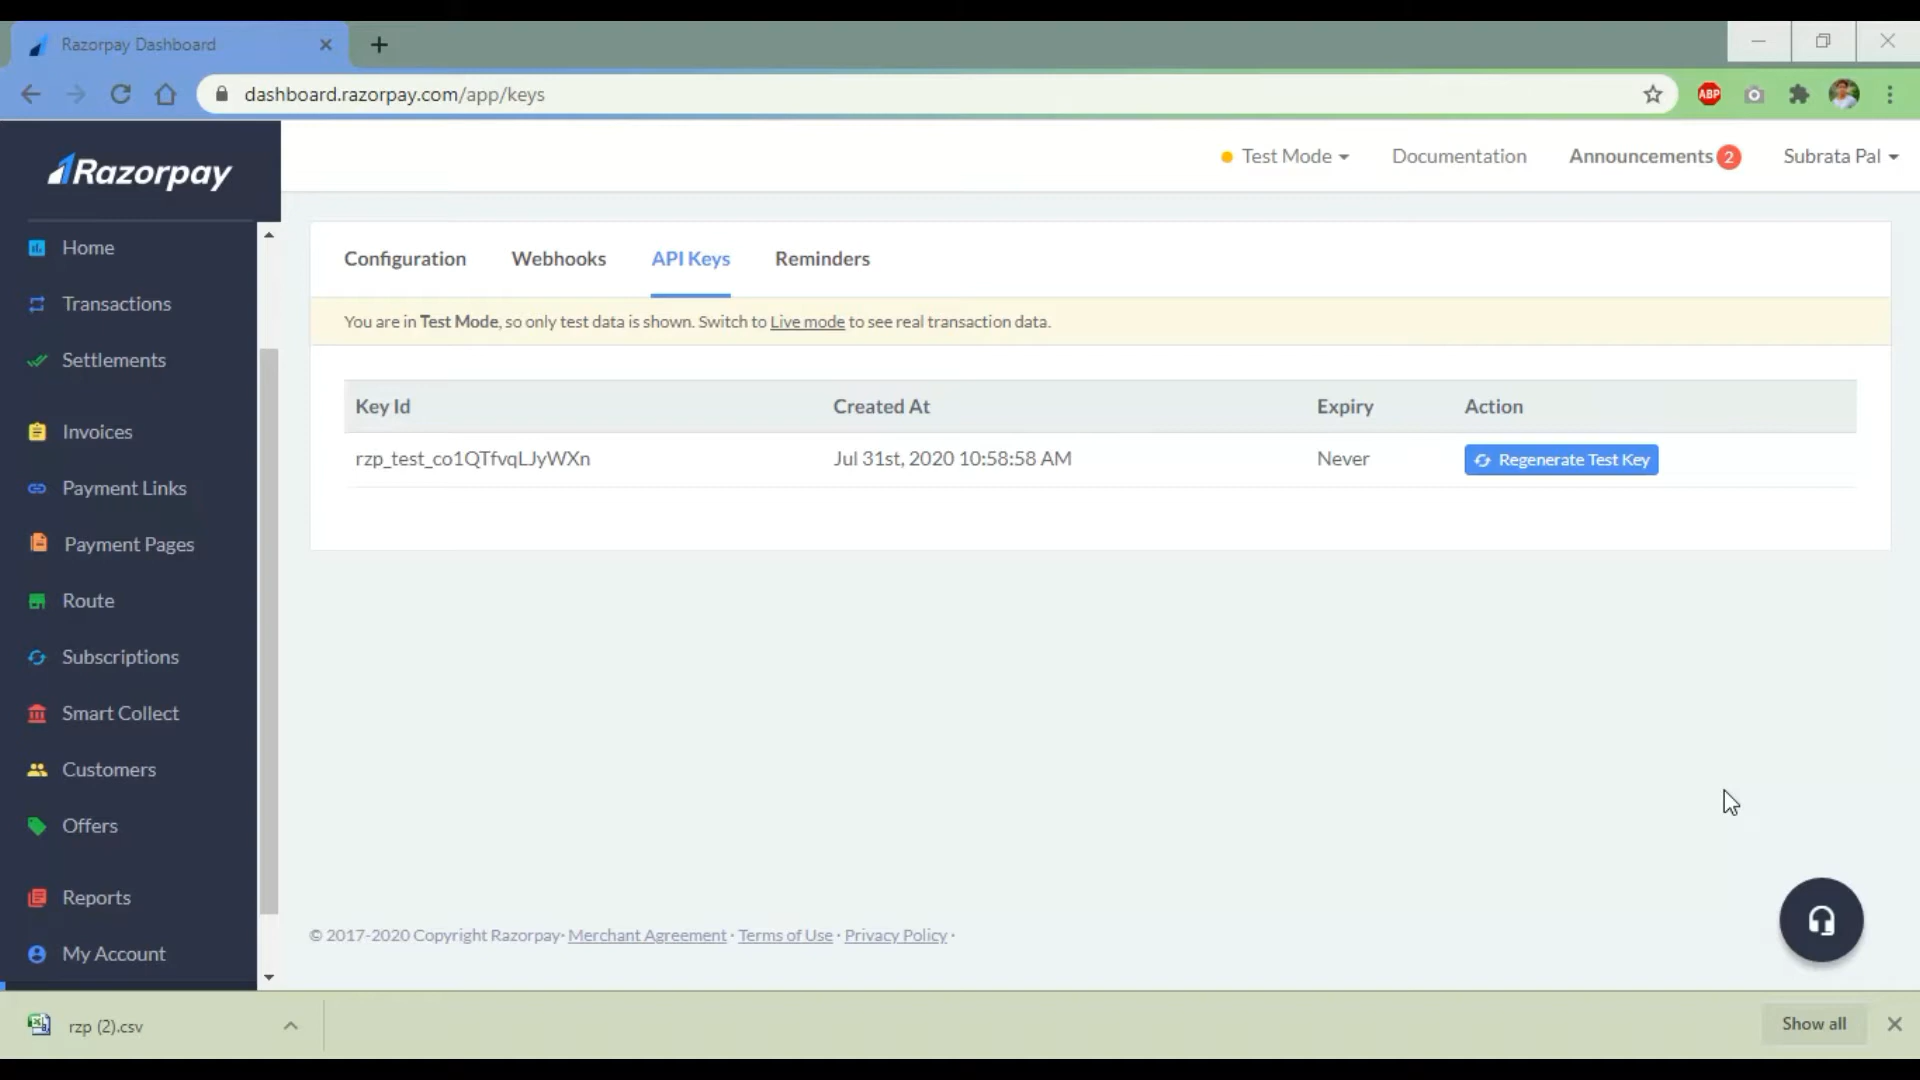 Razorpay Dashboard
dashboard.razorpay.com/app/keys
ABP
Razorpay
Test Mode
Documentation
Announcements 2
Subrata Pal
Home
Transactions
Settlements
Invoices
Payment Links
Payment Pages
Route
Subscriptions
Smart Collect
Customers
Offers
Reports
My Account
Configuration Webhooks API Keys Reminders
You are in Test Mode, so only test data is shown. Switch to Live mode to see real transaction data.
Key Id Created At Expiry Action
rzp_test_co1QTfvqLJyWXn Jul 31st, 2020 10:58:58 AM Never Regenerate Test Key
© 2017-2020 Copyright Razorpay· Merchant Agreement · Terms of Use · Privacy Policy ·
rzp (2).csv
Show all